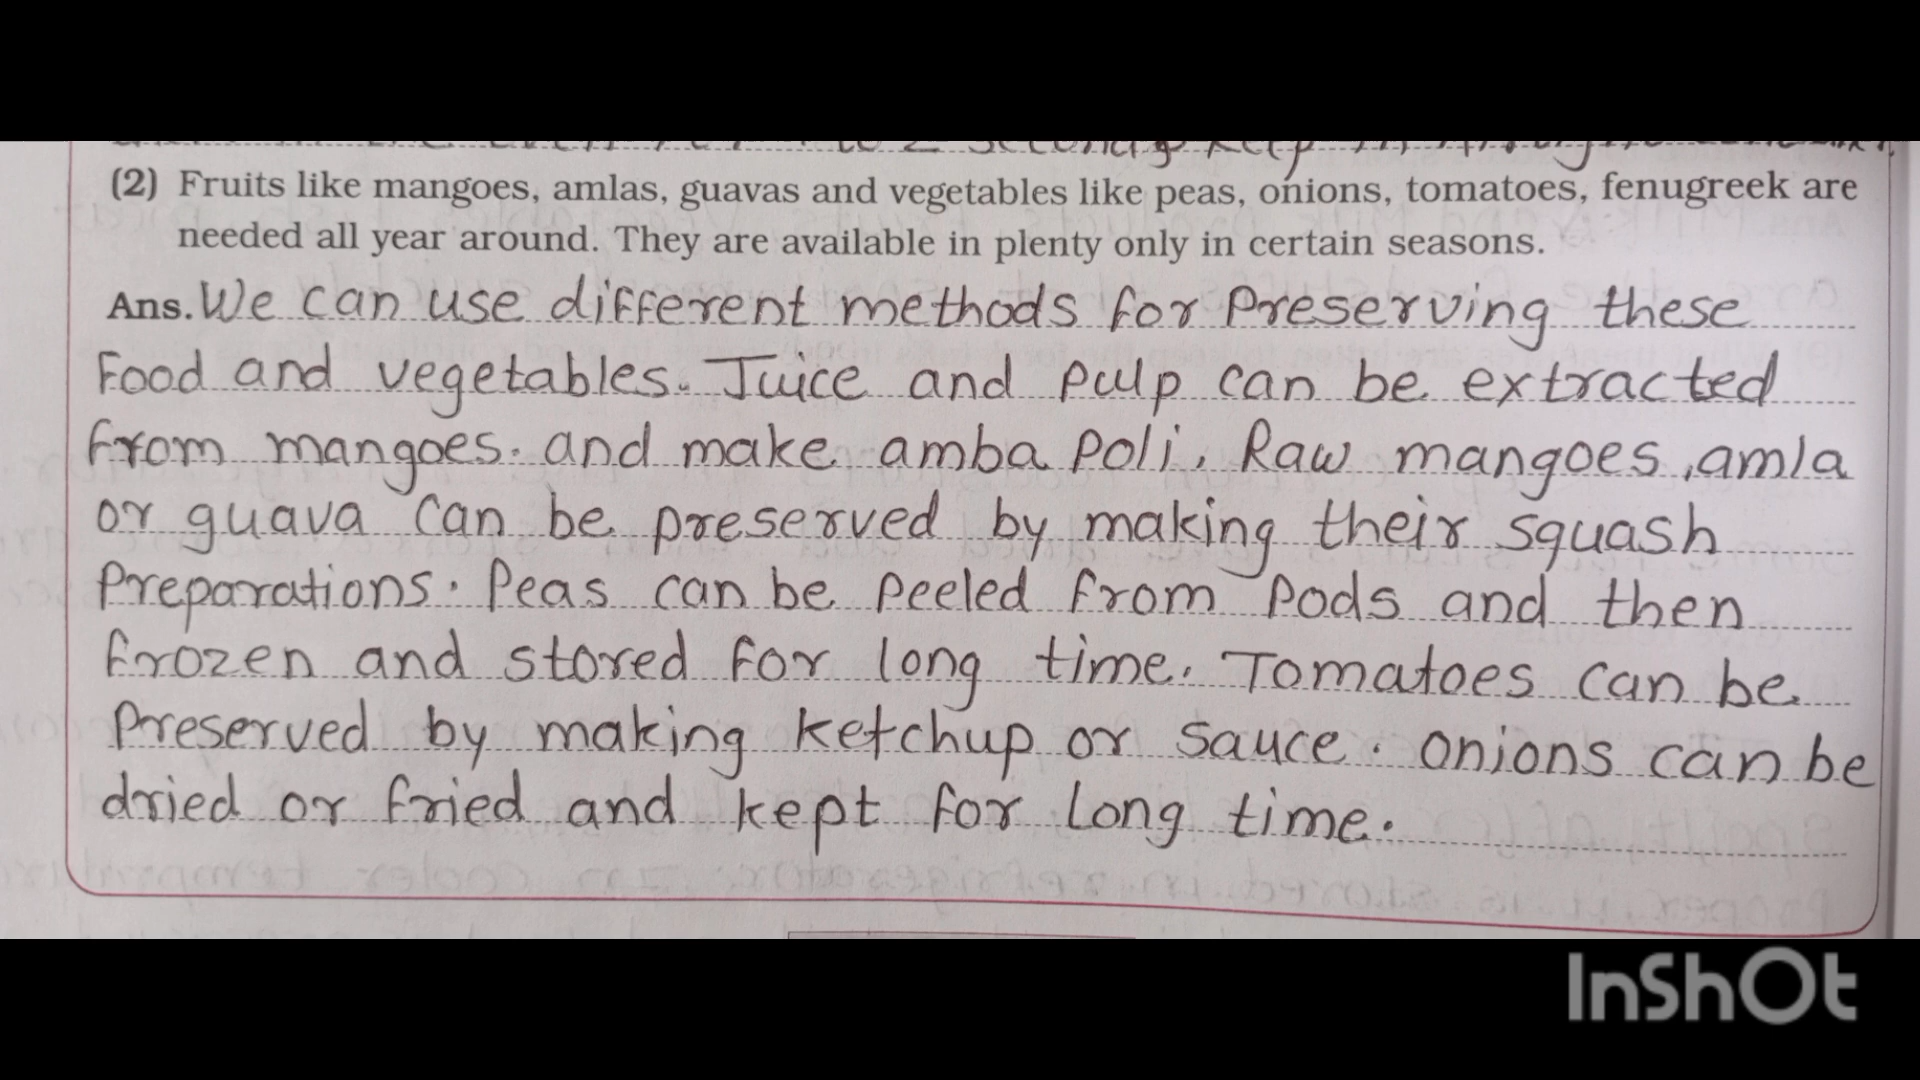 (2) Fruits like mangoes, amlas, guavas and vegetables like peas, onions, tomatoes, fenugreek are
needed all year around. They are available in plenty only in certain seasons.
Ans. We can use different methods for preserving these
Food and vegetables. Juice and pulp can be extracted
from mangoes. and make amba poli. Raw mangoes, amla
or guava can be preserved by making their squash
Preparations. Peas can be peeled from pods and then
frozen and stored for long time. Tomatoes can be
Preserved by making ketchup or sauce. Onions can be
dried or fried and kept for long time.
InShOt